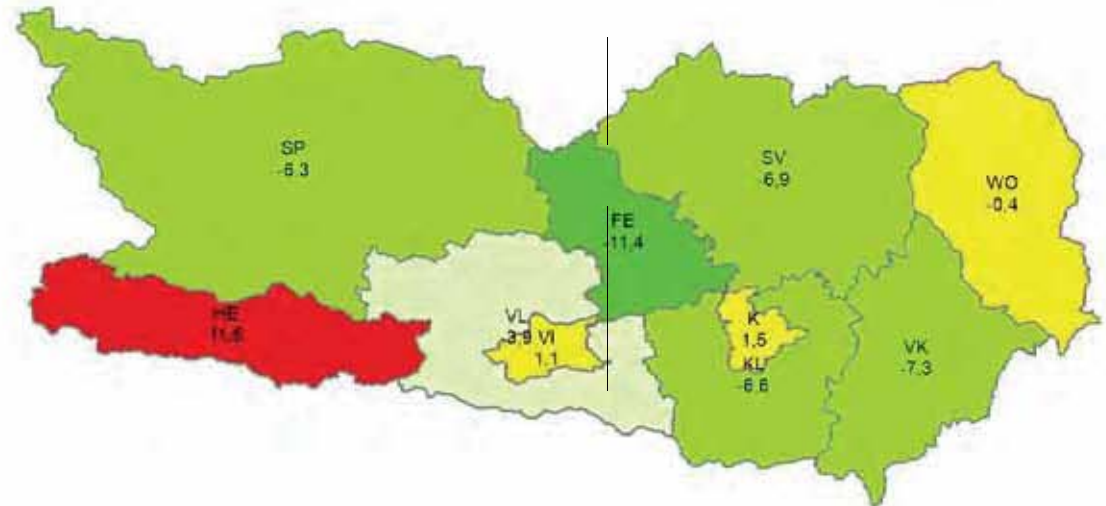 SP
-6,3
SV
-6,9
WO
-0,4
FE
-11,4
HE
11,6
VL
-3,9
VI
1,1
K
1,5
KL
-6,6
VK
-7,3